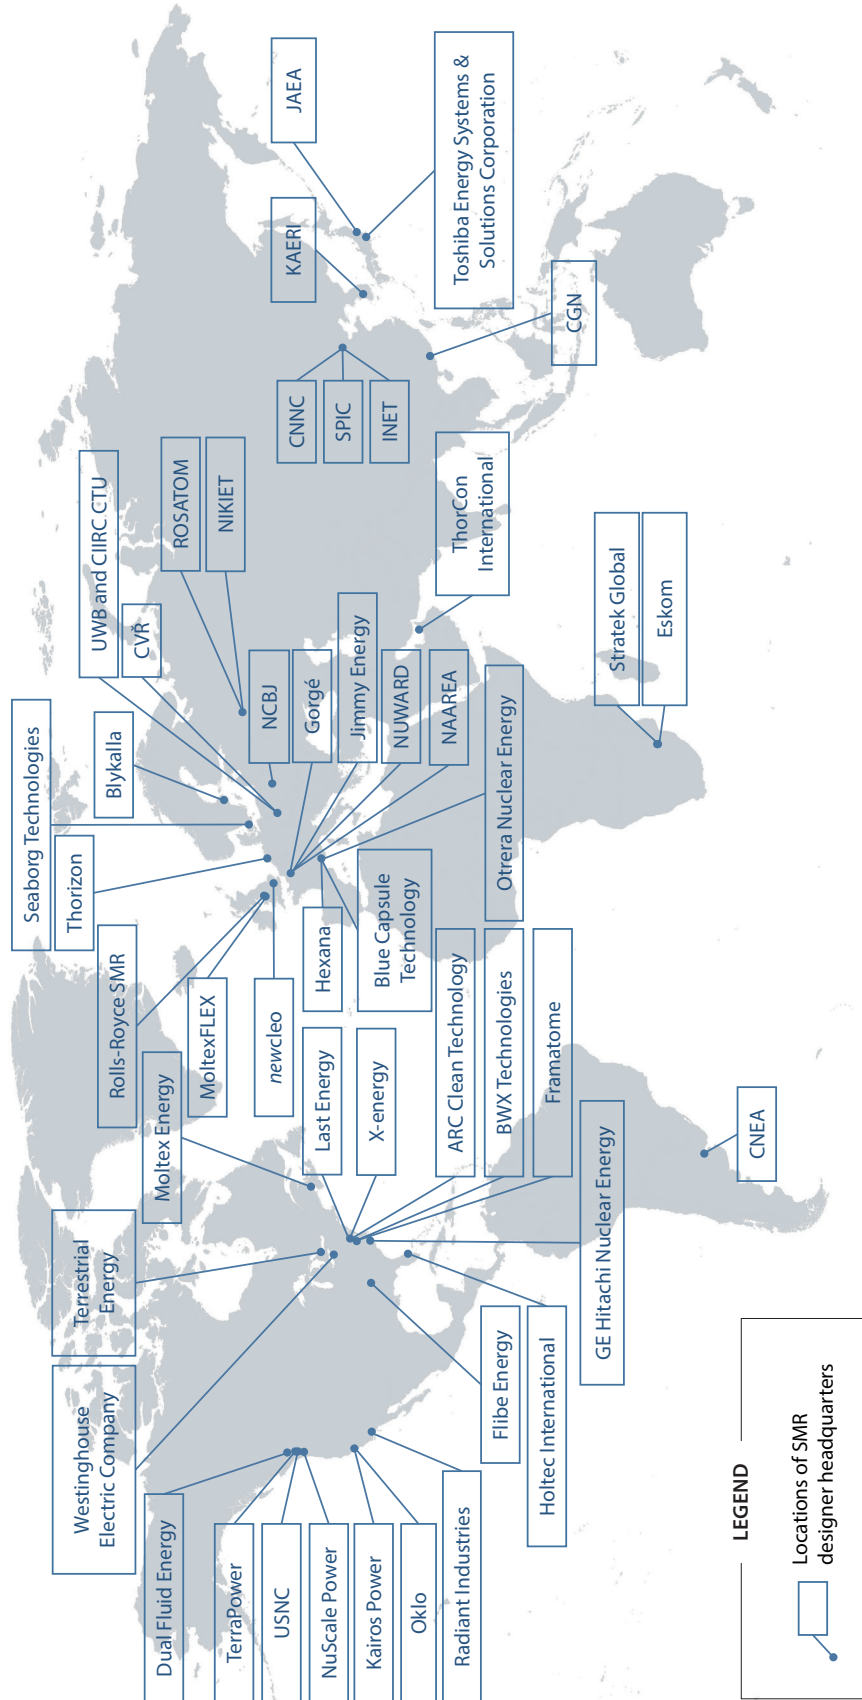 Seaborg Technologies
Thorizon
Blykalla
UWB and CIIRC CTU
CVŘ
ROSATOM
NIKIET
JAEA
KAERI
Toshiba Energy Systems &
Solutions Corporation
CNNC
SPIC
INET
CGN
ThorCon
International
NCBJ
Gorgé
Jimmy Energy
NUWARD
NAAREA
Otrera Nuclear Energy
Stratek Global
Eskom
Rolls-Royce SMR
MoltexFLEX
newcleo
Hexana
Blue Capsule
Technology
Westinghouse
Electric Company
Terrestrial
Energy
Moltex Energy
Last Energy
X-energy
ARC Clean Technology
BWX Technologies
Framatome
GE Hitachi Nuclear Energy
CNEA
Dual Fluid Energy
TerraPower
USNC
NuScale Power
Kairos Power
Oklo
Radiant Industries
Flibe Energy
Holtec International
LEGEND
Locations of SMR
designer headquarters